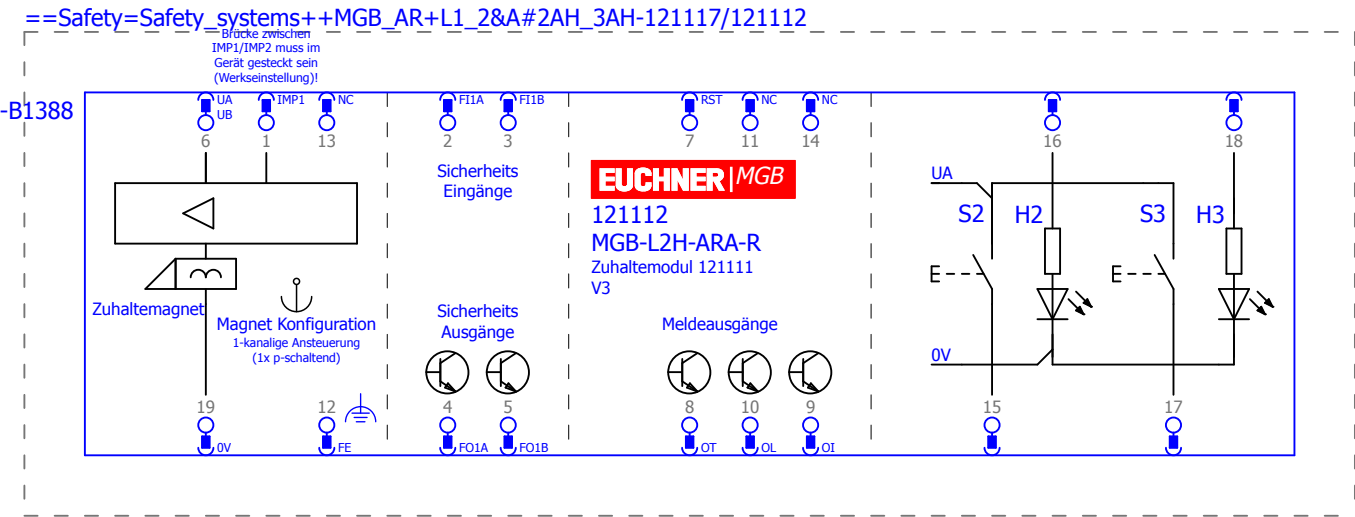 ==Safety=Safety_systems++MGB_AR+L1_2&A#2AH_3AH-121117/121112
Brücke zwischen
IMP1/IMP2 muss im
Gerät gesteckt sein
(Werkseinstellung)!
-B1388
UA
UB
IMP1
NC
FI1A
FI1B
RST
NC
NC
6
1
13
2
3
7
11
14
16
18
Sicherheits
Eingänge
EUCHNER|MGB
121112
MGB-L2H-ARA-R
Zuhaltemodul 121111
V3
UA
S2
H2
S3
H3
E
E
Zuhaltemagnet
Magnet Konfiguration
1-kanalige Ansteuerung
(1x p-schaltend)
Sicherheits
Ausgänge
Meldeausgänge
0V
19
12
4
5
8
10
9
15
17
0V
FE
FO1A
FO1B
OT
OL
OI